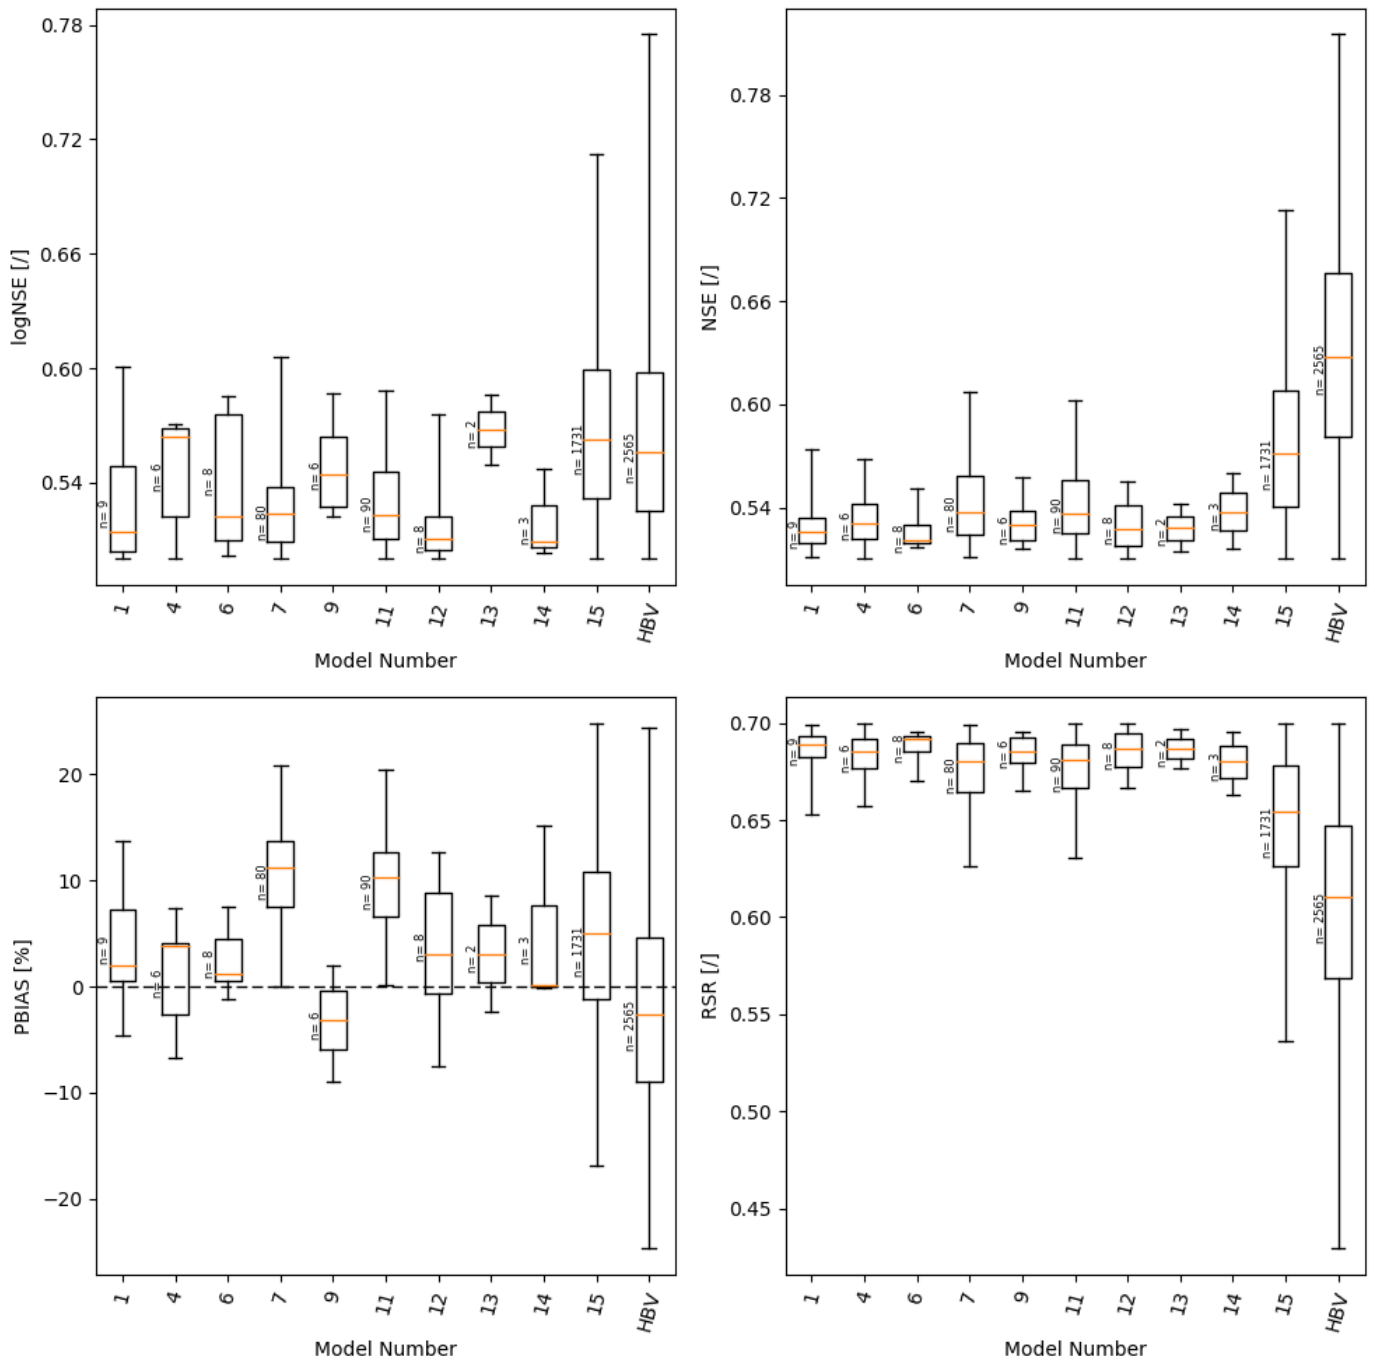 0.78
0.72
0.66
0.60
0.54
logNSE [/]
n= 9
n= 6
n= 8
n= 80
n= 6
n= 90
n= 8
n= 2
n= 3
n= 1731
n= 2565
1 4 6 7 9 11 12 13 14 15 HBV
Model Number
0.78
0.72
0.66
0.60
0.54
NSE [/]
n= 9
n= 6
n= 8
n= 80
n= 6
n= 90
n= 8
n= 2
n= 3
n= 1731
n= 2565
1 4 6 7 9 11 12 13 14 15 HBV
Model Number
20
10
0
−10
−20
PBIAS [%]
n= 9
n= 6
n= 8
n= 80
n= 6
n= 90
n= 8
n= 2
n= 3
n= 1731
n= 2565
1 4 6 7 9 11 12 13 14 15 HBV
Model Number
0.70
0.65
0.60
0.55
0.50
0.45
RSR [/]
n= 9
n= 6
n= 8
n= 80
n= 6
n= 90
n= 8
n= 2
n= 3
n= 1731
n= 2565
1 4 6 7 9 11 12 13 14 15 HBV
Model Number